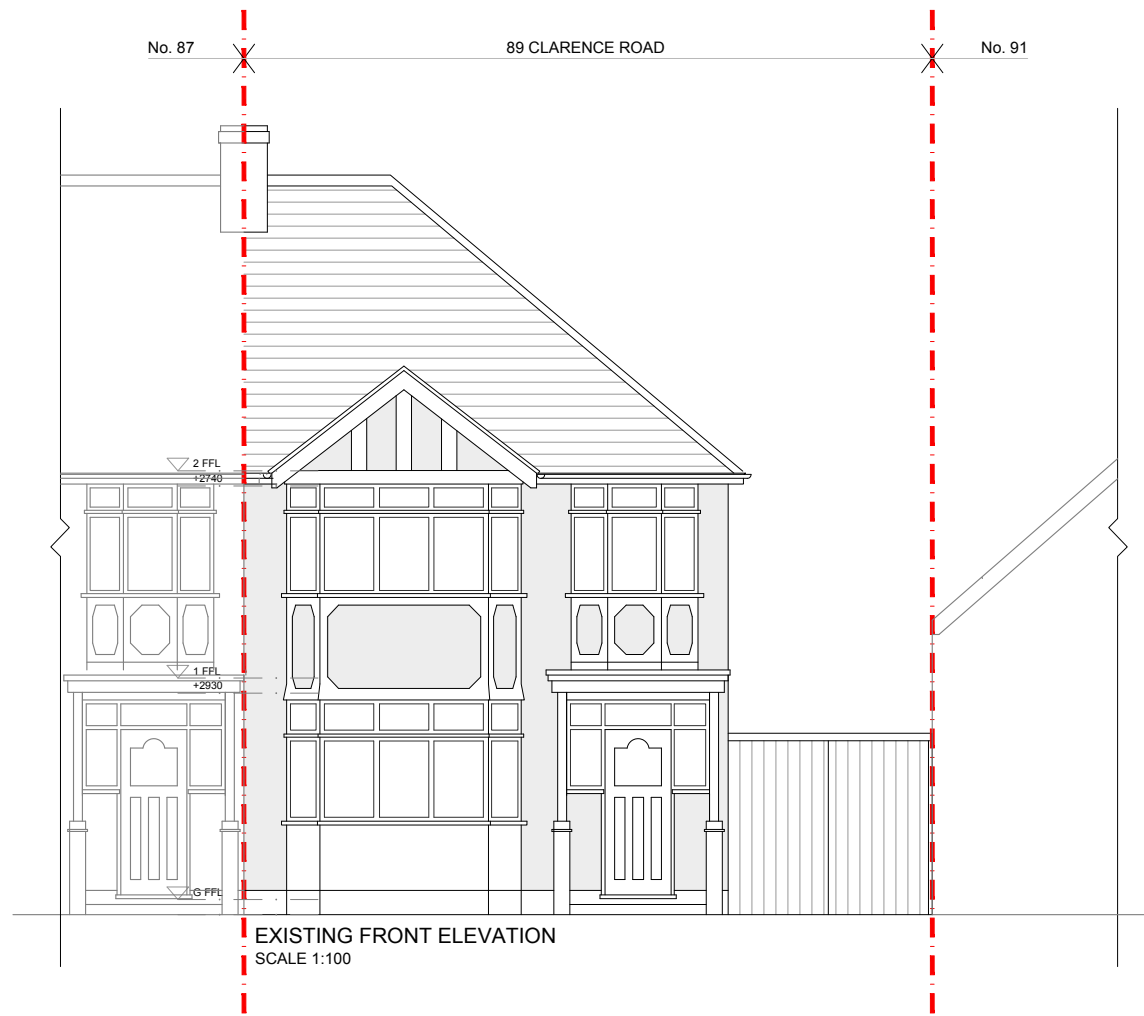 No. 87
89 CLARENCE ROAD
No. 91
2 FFL
+2740
1 FFL
+2930
G FFL
EXISTING FRONT ELEVATION
SCALE 1:100